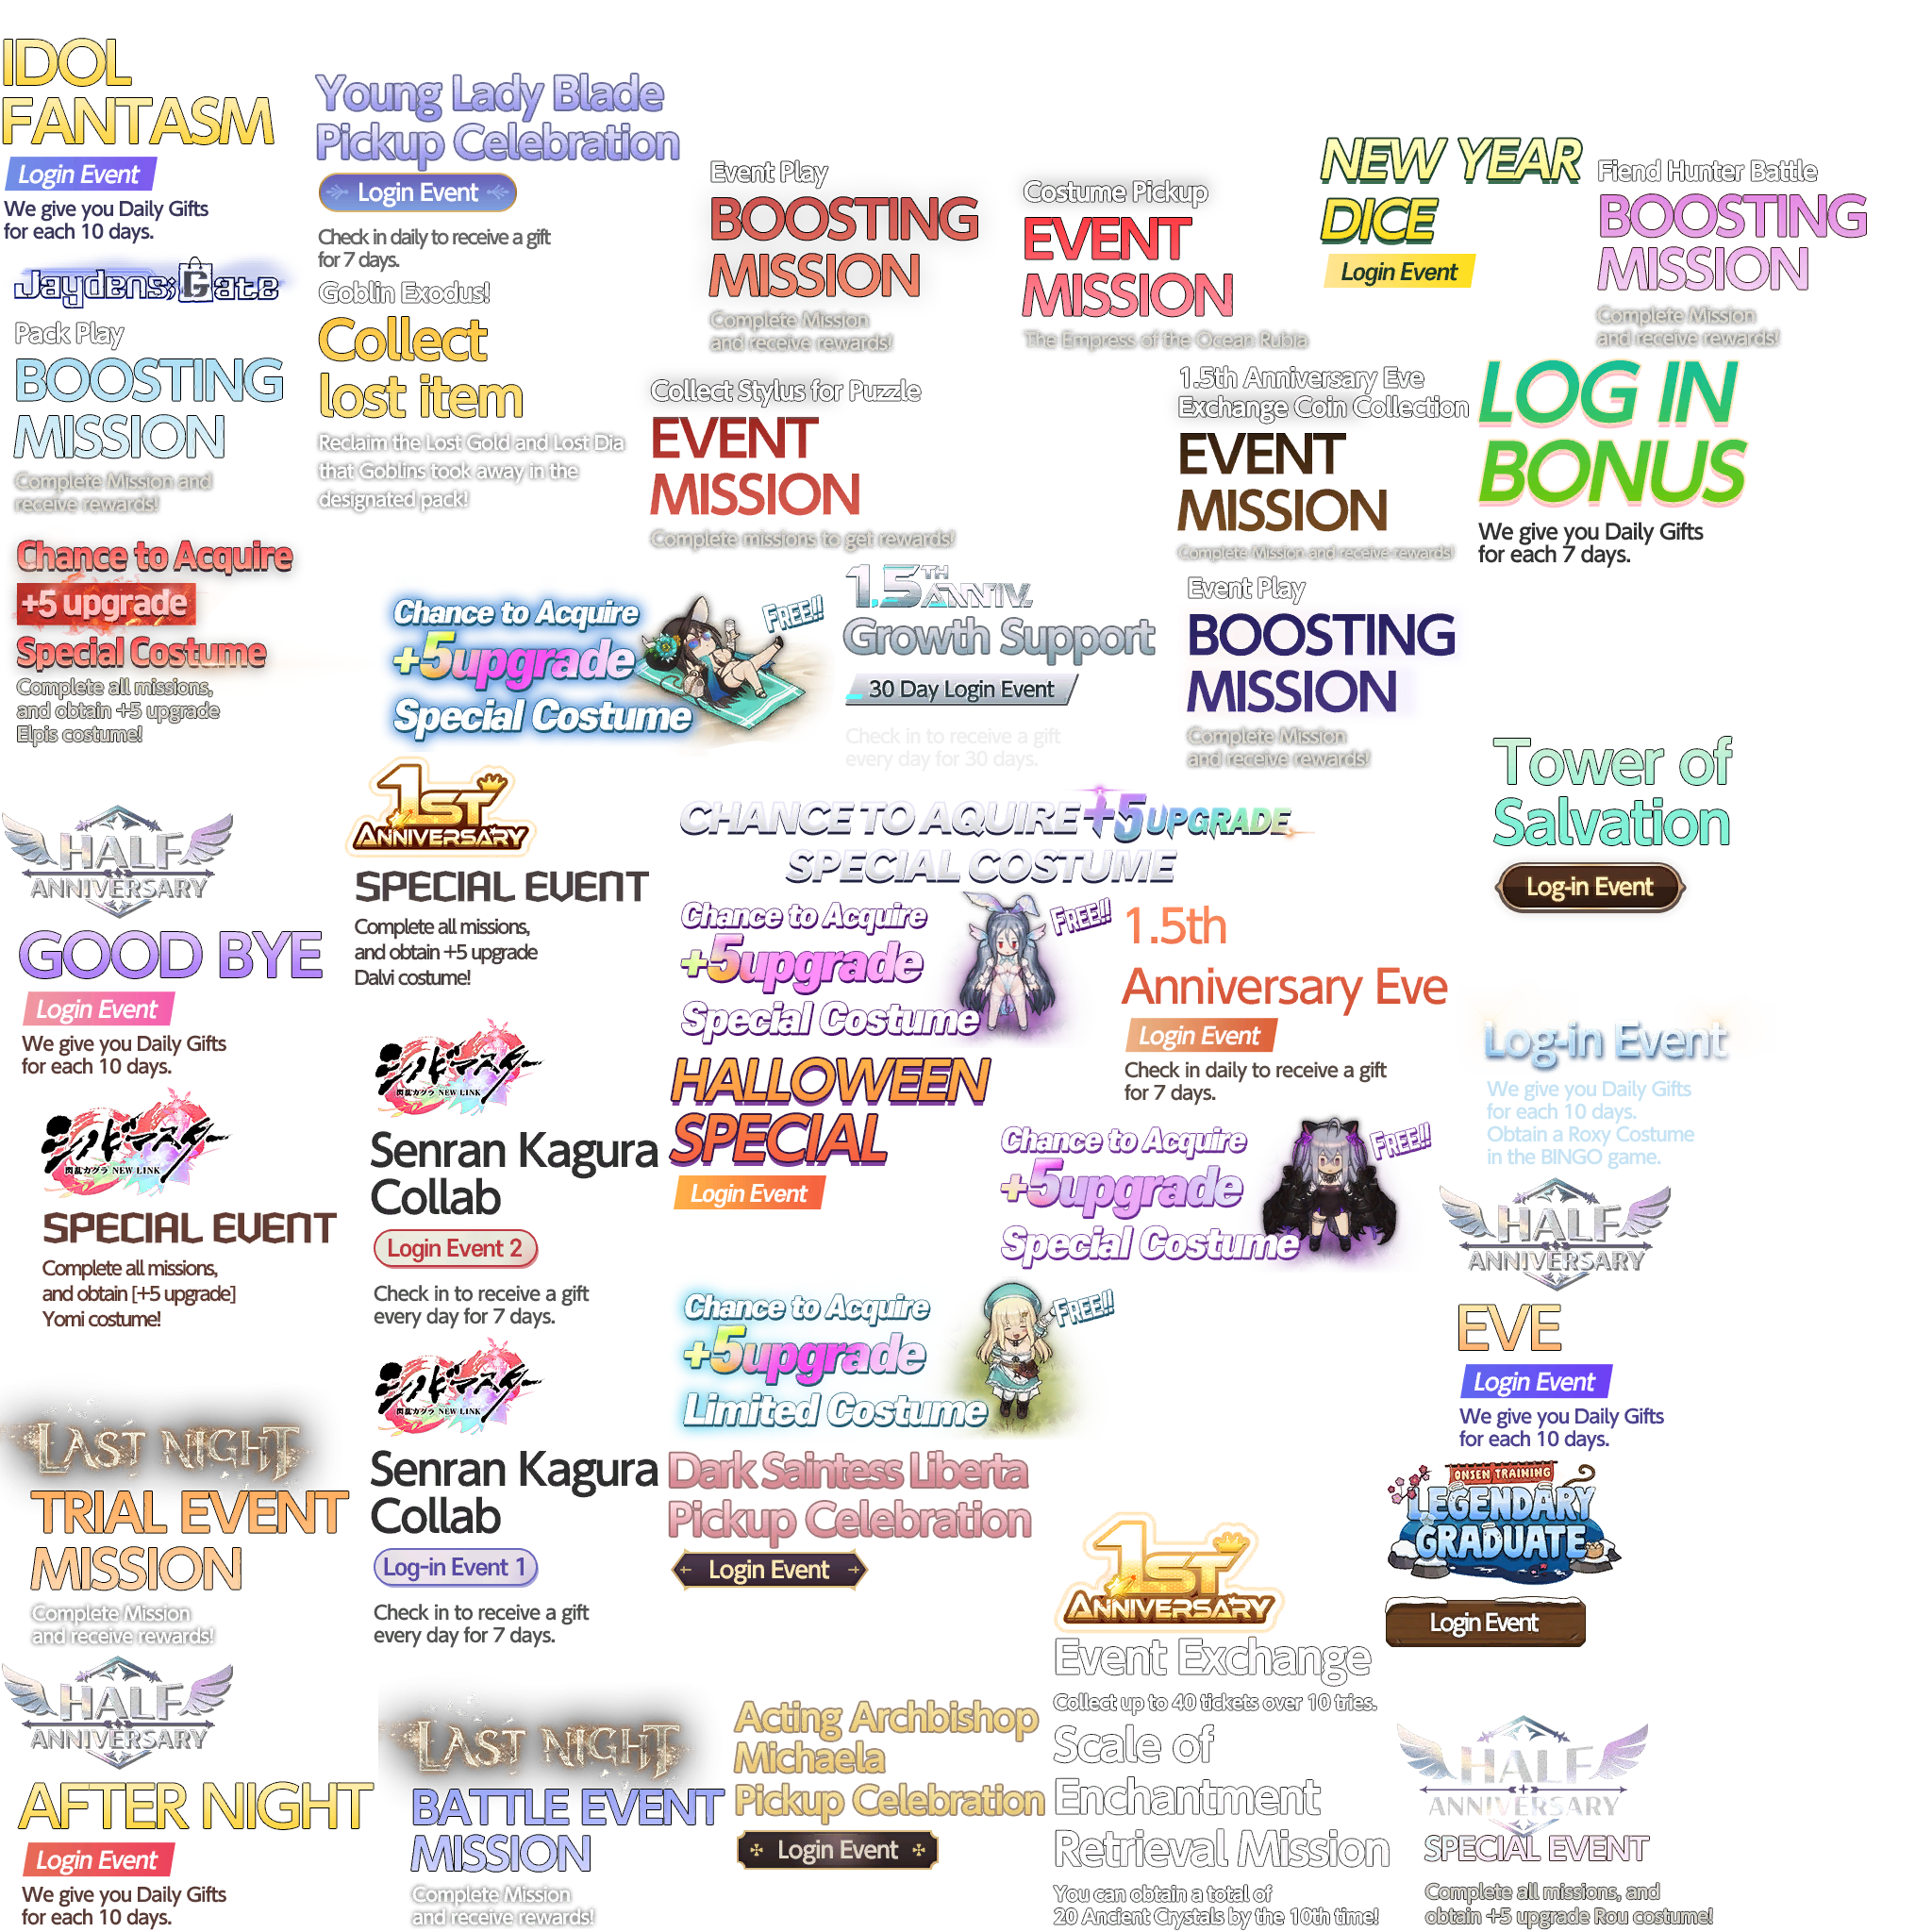 IDOL
FANTASM
Login Event
We give you Daily Gifts
for each 10 days.
Young Lady Blade
Pickup Celebration
Login Event
Check in daily to receive a gift
for 7 days.
Event Play
BOOSTING
MISSION
Complete Mission
and receive rewards!
Costume Pickup
EVENT
MISSION
The Empress of the Ocean Rubia
NEW YEAR
DICE
Login Event
Fiend Hunter Battle
BOOSTING
MISSION
Complete Mission
and receive rewards!
Jaydens;Gate
Pack Play
BOOSTING
MISSION
Complete Mission and
receive rewards!
Goblin Exodus!
Collect
lost item
Reclaim the Lost Gold and Lost Dia
that Goblins took away in the
designated pack!
Collect Stylus for Puzzle
EVENT
MISSION
Complete missions to get rewards!
1.5th Anniversary Eve
Exchange Coin Collection
EVENT
MISSION
Complete Mission and receive rewards!
LOG IN
BONUS
We give you Daily Gifts
for each 7 days.
Chance to Acquire
+5 upgrade
Special Costume
Complete all missions,
and obtain +5 upgrade
Elpis costume!
Chance to Acquire
+5upgrade
Special Costume
FREE!!
1.5TH ANNIV.
Growth Support
30 Day Login Event
Check in to receive a gift
every day for 30 days.
Event Play
BOOSTING
MISSION
Complete Mission
and receive rewards!
Tower of
Salvation
Log-in Event
HALF
ANNIVERSARY
GOOD BYE
Login Event
We give you Daily Gifts
for each 10 days.
1ST
ANNIVERSARY
SPECIAL EVENT
Complete all missions,
and obtain +5 upgrade
Dalvi costume!
CHANCE TO AQUIRE +5 UPGRADE
SPECIAL COSTUME
Chance to Acquire
+5upgrade
Special Costume
FREE!!
1.5th
Anniversary Eve
Login Event
Check in daily to receive a gift
for 7 days.
Log-in Event
We give you Daily Gifts
for each 10 days.
Obtain a Roxy Costume
in the BINGO game.
シノビマスター
閃乱カグラ NEW LINK
SPECIAL EVENT
Complete all missions,
and obtain [+5 upgrade]
Yomi costume!
シノビマスター
閃乱カグラ NEW LINK
Senran Kagura
Collab
Login Event 2
Check in to receive a gift
every day for 7 days.
HALLOWEEN
SPECIAL
Login Event
Chance to Acquire
+5upgrade
Special Costume
FREE!!
HALF
ANNIVERSARY
EVE
Login Event
We give you Daily Gifts
for each 10 days.
Chance to Acquire
+5upgrade
Limited Costume
FREE!!
LAST NIGHT
TRIAL EVENT
MISSION
Complete Mission
and receive rewards!
シノビマスター
閃乱カグラ NEW LINK
Senran Kagura
Collab
Log-in Event 1
Check in to receive a gift
every day for 7 days.
Dark Saintess Liberta
Pickup Celebration
Login Event
ONSEN TRAINING
LEGENDARY
GRADUATE
Login Event
1ST
ANNIVERSARY
Event Exchange
Collect up to 40 tickets over 10 tries.
Scale of
Enchantment
Retrieval Mission
You can obtain a total of
20 Ancient Crystals by the 10th time!
HALF
ANNIVERSARY
AFTER NIGHT
Login Event
We give you Daily Gifts
for each 10 days.
LAST NIGHT
BATTLE EVENT
MISSION
Complete Mission
and receive rewards!
Acting Archbishop
Michaela
Pickup Celebration
Login Event
HALF
ANNIVERSARY
SPECIAL EVENT
Complete all missions, and
obtain +5 upgrade Rou costume!